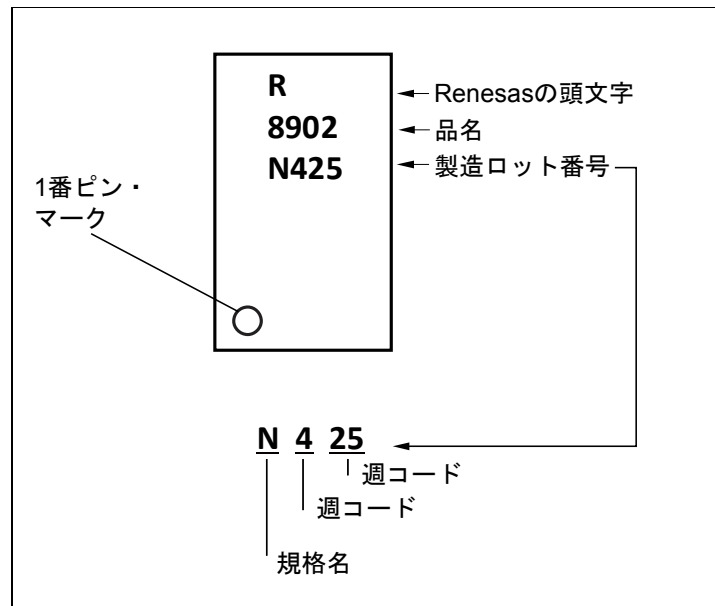 R
8902
N425
Renesasの頭文字
品名
製造ロット番号
1番ピン・
マーク
N 4 25
週コード
週コード
規格名